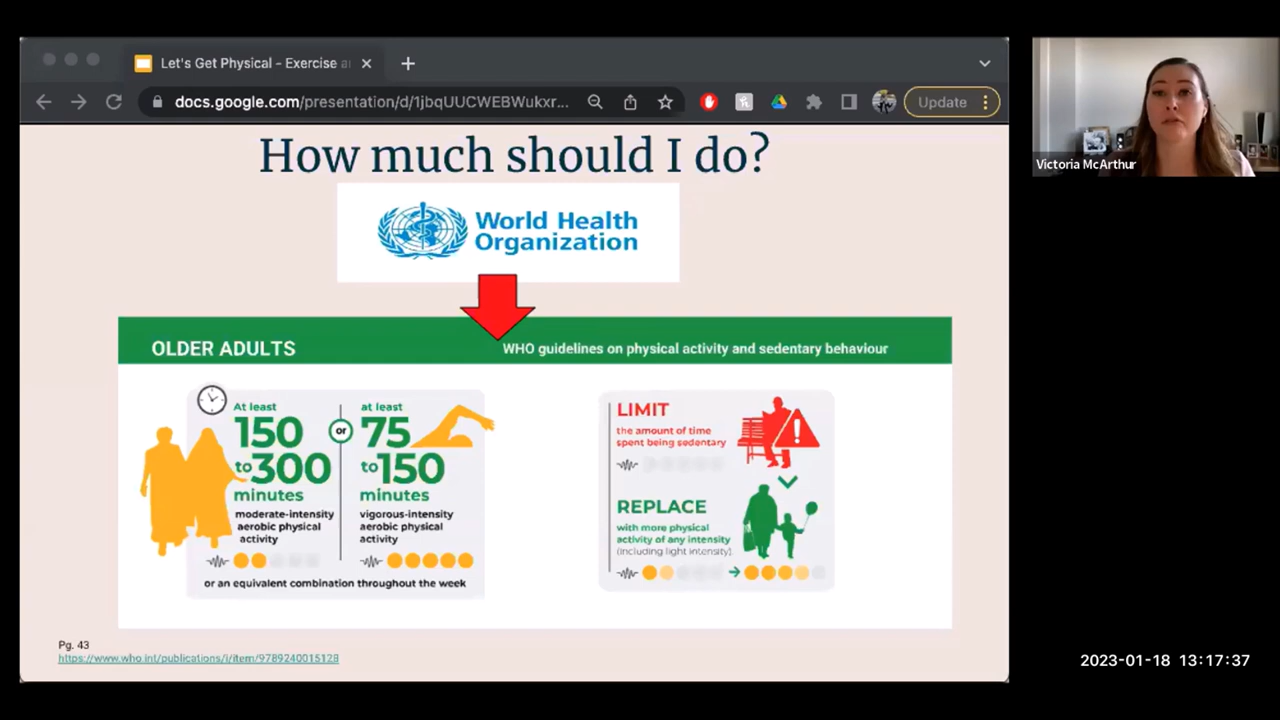 Let's Get Physical - Exercise a
docs.google.com/presentation/d/1jbqUUCWEBWukxr...
Update
How much should I do?
World Health
Organization
OLDER ADULTS
WHO guidelines on physical activity and sedentary behaviour
At least
150
to 300
minutes
moderate-intensity
aerobic physical
activity
or
at least
75
to 150
minutes
vigorous-intensity
aerobic physical
activity
or an equivalent combination throughout the week
LIMIT
the amount of time
spent being sedentary
REPLACE
with more physical
activity of any intensity
(including light intensity)
Pg. 43
https://www.who.int/publications/i/item/9789240015128
Victoria McArthur
2023-01-18 13:17:37